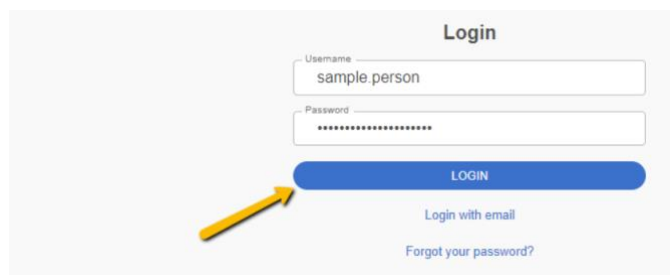 Login
Username
sample.person
Password
•••••••••••••••••••••
LOGIN
Login with email
Forgot your password?